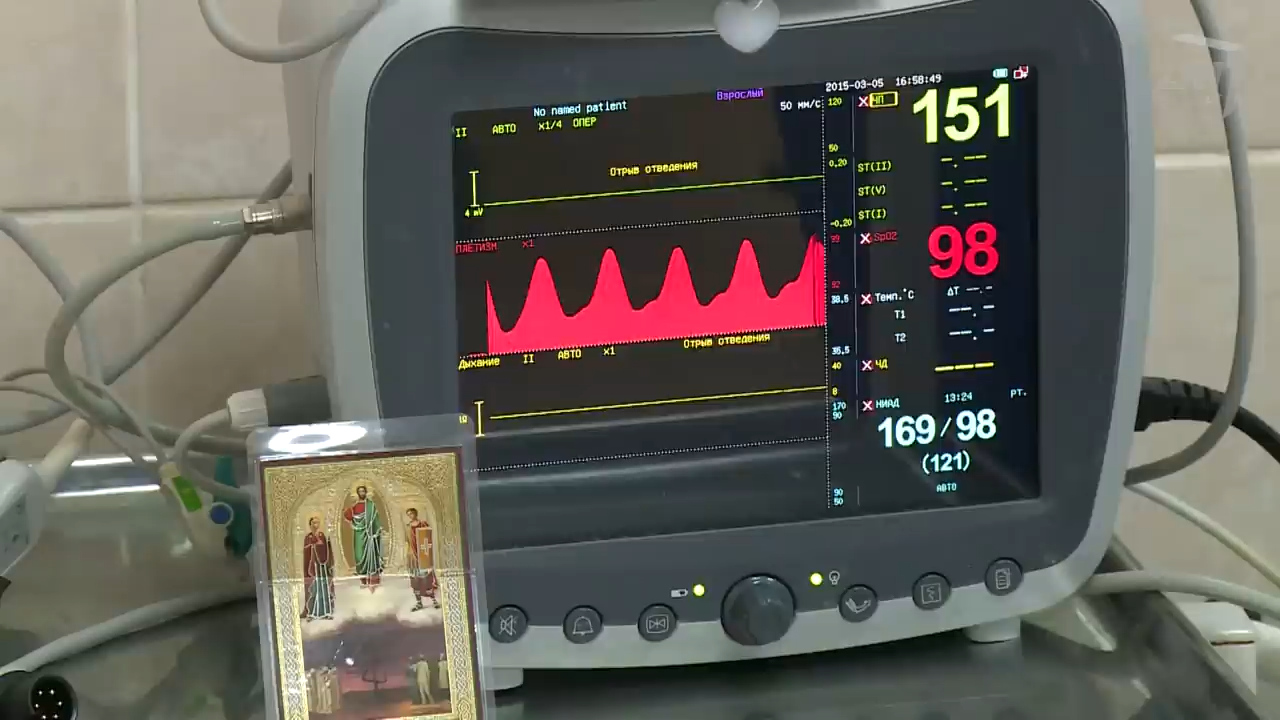 2015-03-05 16:58:49
No named patient
Взрослый
50 мм/с
120
ЧП
151
II АВТО x1/4 ОПЕР
50
Отрыв отведения
0,20
ST(II) -.--
ST(V) -.--
4 mV
ST(I) -.--
-0,20
ПЛЕТИЗМ x1
99
SpO2
98
92
38,5
Темп.°C
ΔT --.-
T1 --.-
T2 --.-
35,5
Дыхание II АВТО x1 Отрыв отведения
40
ЧД
---
8
170
90
НИАД
13:24
РТ.
169/98
(121)
АВТО
90
50